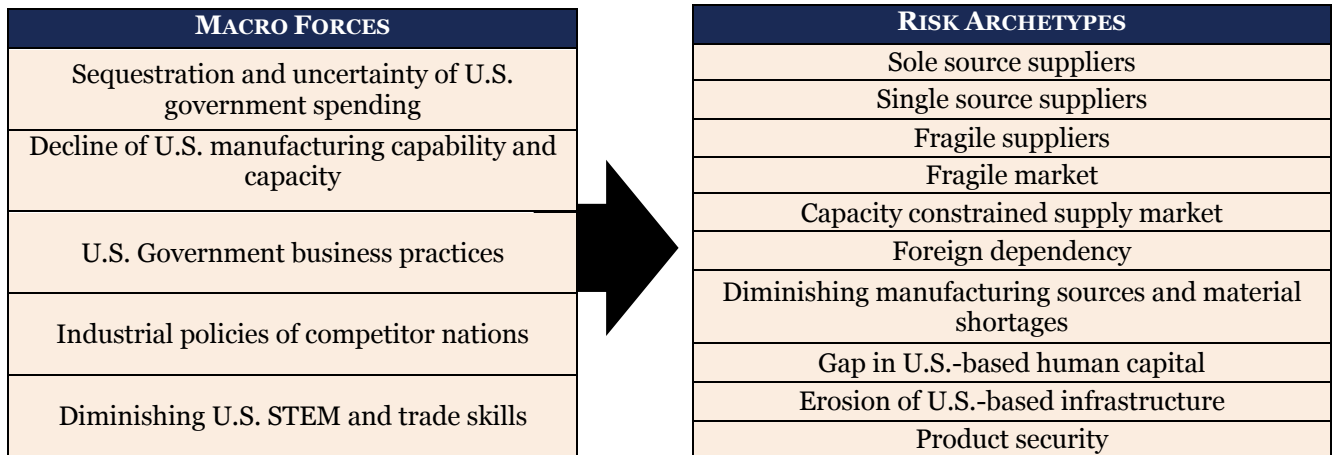 MACRO FORCES
Sequestration and uncertainty of U.S.
government spending
Decline of U.S. manufacturing capability and
capacity
U.S. Government business practices
Industrial policies of competitor nations
Diminishing U.S. STEM and trade skills
RISK ARCHETYPES
Sole source suppliers
Single source suppliers
Fragile suppliers
Fragile market
Capacity constrained supply market
Foreign dependency
Diminishing manufacturing sources and material
shortages
Gap in U.S.-based human capital
Erosion of U.S.-based infrastructure
Product security